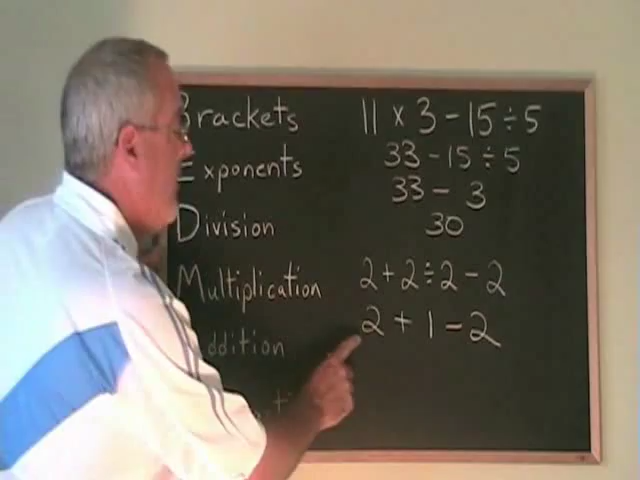 Brackets 11 × 3 - 15 ÷ 5
Exponents 33 - 15 ÷ 5
33 - 3
Division 30
Multiplication 2 + 2 ÷ 2 - 2
Addition 2 + 1 - 2